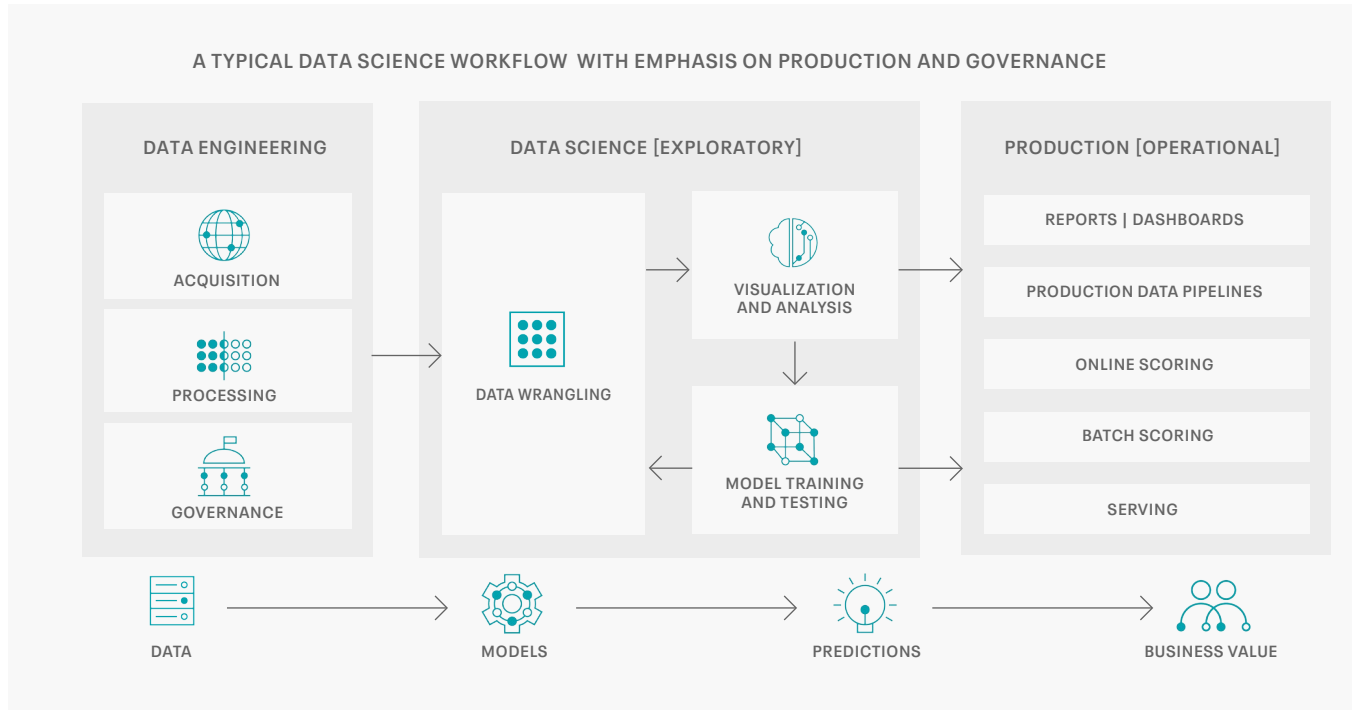 A TYPICAL DATA SCIENCE WORKFLOW WITH EMPHASIS ON PRODUCTION AND GOVERNANCE
DATA ENGINEERING
ACQUISITION
PROCESSING
GOVERNANCE
DATA SCIENCE [EXPLORATORY]
DATA WRANGLING
VISUALIZATION
AND ANALYSIS
MODEL TRAINING
AND TESTING
PRODUCTION [OPERATIONAL]
REPORTS | DASHBOARDS
PRODUCTION DATA PIPELINES
ONLINE SCORING
BATCH SCORING
SERVING
DATA
MODELS
PREDICTIONS
BUSINESS VALUE